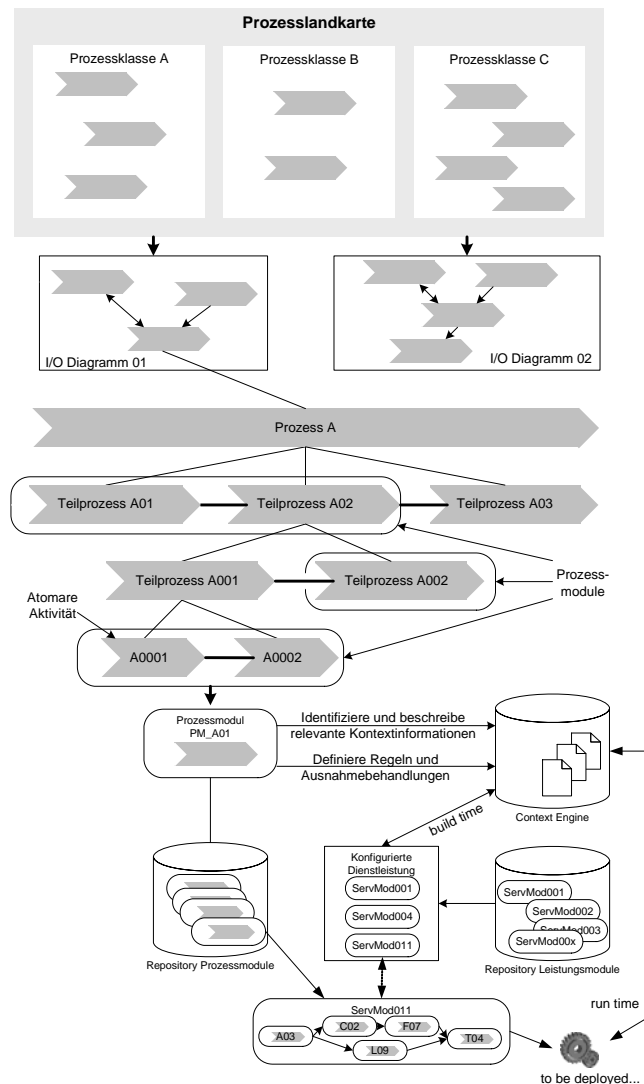 Prozesslandkarte
Prozessklasse A
Prozessklasse B
Prozessklasse C
I/O Diagramm 01
I/O Diagramm 02
Prozess A
Teilprozess A01
Teilprozess A02
Teilprozess A03
Teilprozess A001
Teilprozess A002
Prozess-
module
Atomare
Aktivität
A0001
A0002
Prozessmodul
PM_A01
Identifiziere und beschreibe
relevante Kontextinformationen
Definiere Regeln und
Ausnahmebehandlungen
Context Engine
build time
Konfigurierte
Dienstleistung
ServMod001
ServMod004
ServMod011
ServMod001
ServMod002
ServMod003
ServMod00x
Repository Prozessmodule
Repository Leistungsmodule
ServMod011
A03
C02
F07
L09
T04
run time
to be deployed...